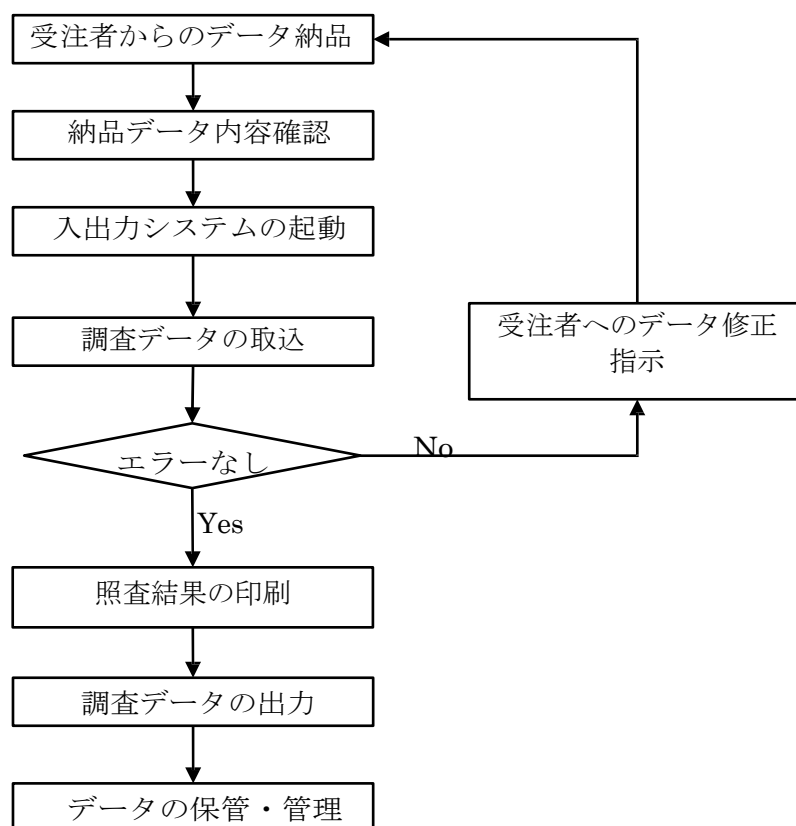 受注者からのデータ納品
納品データ内容確認
入出力システムの起動
調査データの取込
受注者へのデータ修正
指示
エラーなし
No
Yes
照査結果の印刷
調査データの出力
データの保管・管理